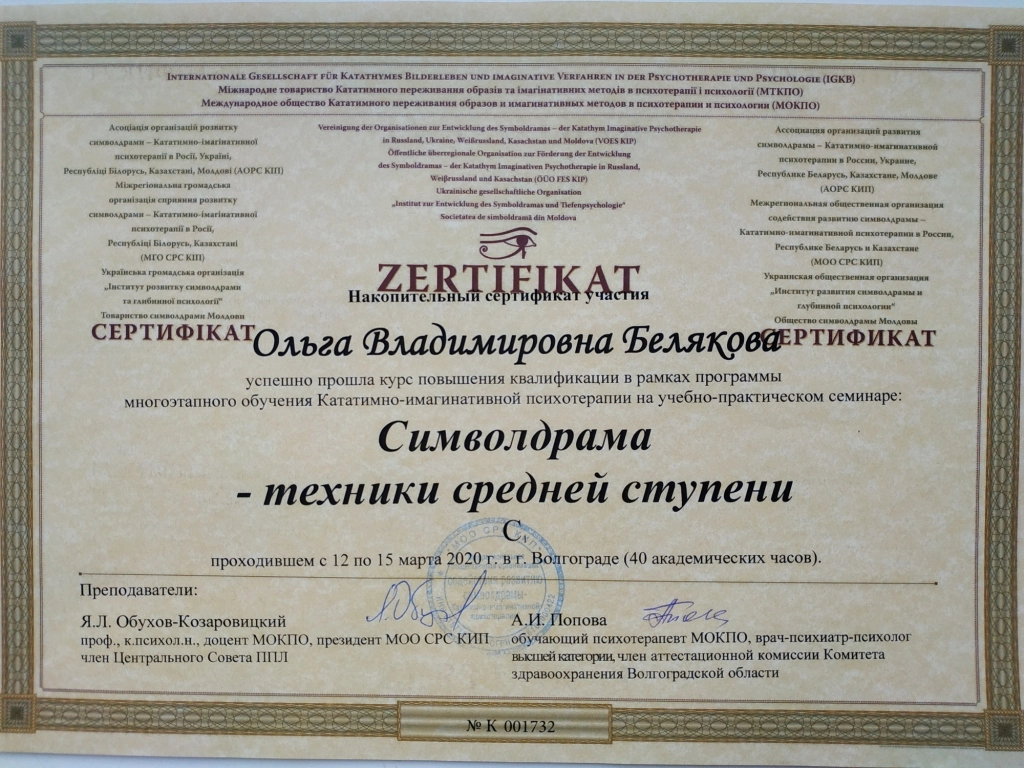 Internationale Gesellschaft für Katathymes Bilderleben und imaginative Verfahren in der Psychotherapie und Psychologie (IGKB)
Міжнародне товариство Кататимного переживання образів та імагінативних методів в психотерапії і психології (МТКПО)
Международное общество Кататимного переживания образов и имагинативных методов в психотерапии и психологии (МОКПО)
Асоціація організацій розвитку
символдрами – Кататимно-імагінативної
психотерапії в Росії, Україні,
Республіці Білорусь, Казахстані, Молдові (АОРС КІП)
Міжрегіональна громадська
організація сприяння розвитку
символдрами – Кататимно-імагінативної
психотерапії в Росії,
Республіці Білорусь, Казахстані
(МГО СРС КІП)
Українська громадська організація
„Інститут розвитку символдрами
та глибинної психології"
Товариство символдрами Молдови
СЕРТИФІКАТ
Vereinigung der Organisationen zur Entwicklung des Symboldramas – der Katathym Imaginative Psychotherapie
in Russland, Ukraine, Weißrussland, Kasachstan und Moldova (VOES KIP)
Öffentliche überregionale Organisation zur Förderung der Entwicklung
des Symboldramas – der Katathym Imaginativen Psychotherapie in Russland,
Weißrussland und Kasachstan (ÖÜO FES KIP)
Ukrainische gesellschaftliche Organisation
„Institut zur Entwicklung des Symboldramas und Tiefenpsychologie"
Societatea de simboldramă din Moldova
ZERTIFIKAT
Ассоциация организаций развития
символдрамы – Кататимно-имагинативной
психотерапии в России, Украине,
Республике Беларусь, Казахстане, Молдове
(АОРС КИП)
Межрегиональная общественная организация
содействия развитию символдрамы –
Кататимно-имагинативной психотерапии в России,
Республике Беларусь и Казахстане
(МОО СРС КИП)
Украинская общественная организация
"Институт развития символдрамы и
глубинной психологии"
Общество символдрамы Молдовы
СЕРТИФИКАТ
Накопительный сертификат участия
Ольга Владимировна Белякова
успешно прошла курс повышения квалификации в рамках программы
многоэтапного обучения Кататимно-имагинативной психотерапии на учебно-практическом семинаре:
Символдрама
- техники средней ступени
С
проходившем с 12 по 15 марта 2020 г. в г. Волгограде (40 академических часов).
Преподаватели:
Я.Л. Обухов-Козаровицкий
проф., к.психол.н., доцент МОКПО, президент МОО СРС КИП
член Центрального Совета ППЛ
А.И. Попова
обучающий психотерапевт МОКПО, врач-психиатр-психолог
высшей категории, член аттестационной комиссии Комитета
здравоохранения Волгоградской области
№ К 001732